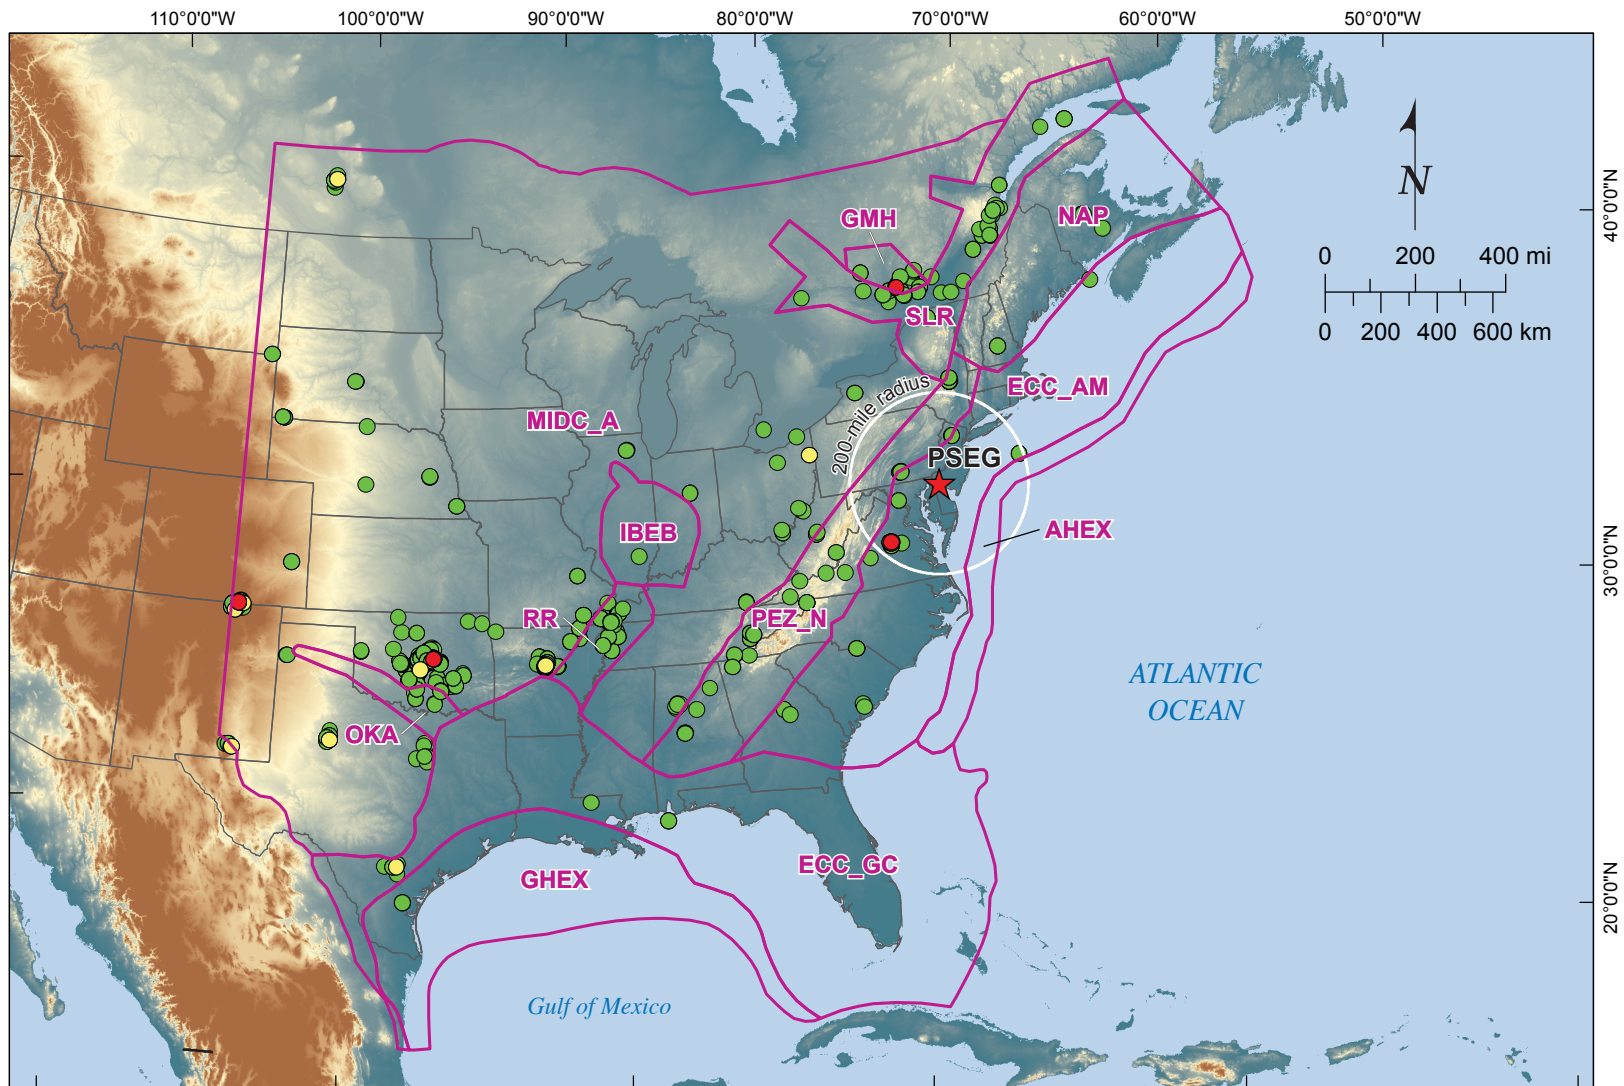 110°0'0"W 100°0'0"W 90°0'0"W 80°0'0"W 70°0'0"W 60°0'0"W 50°0'0"W
N
40°0'0"N
GMH
NAP
0 200 400 mi
0 200 400 600 km
SLR
ECC_AM
200-mile radius
MIDC_A
PSEG
IBEB
AHEX
30°0'0"N
RR
PEZ_N
ATLANTIC
OCEAN
OKA
ECC_GC
GHEX
20°0'0"N
Gulf of Mexico